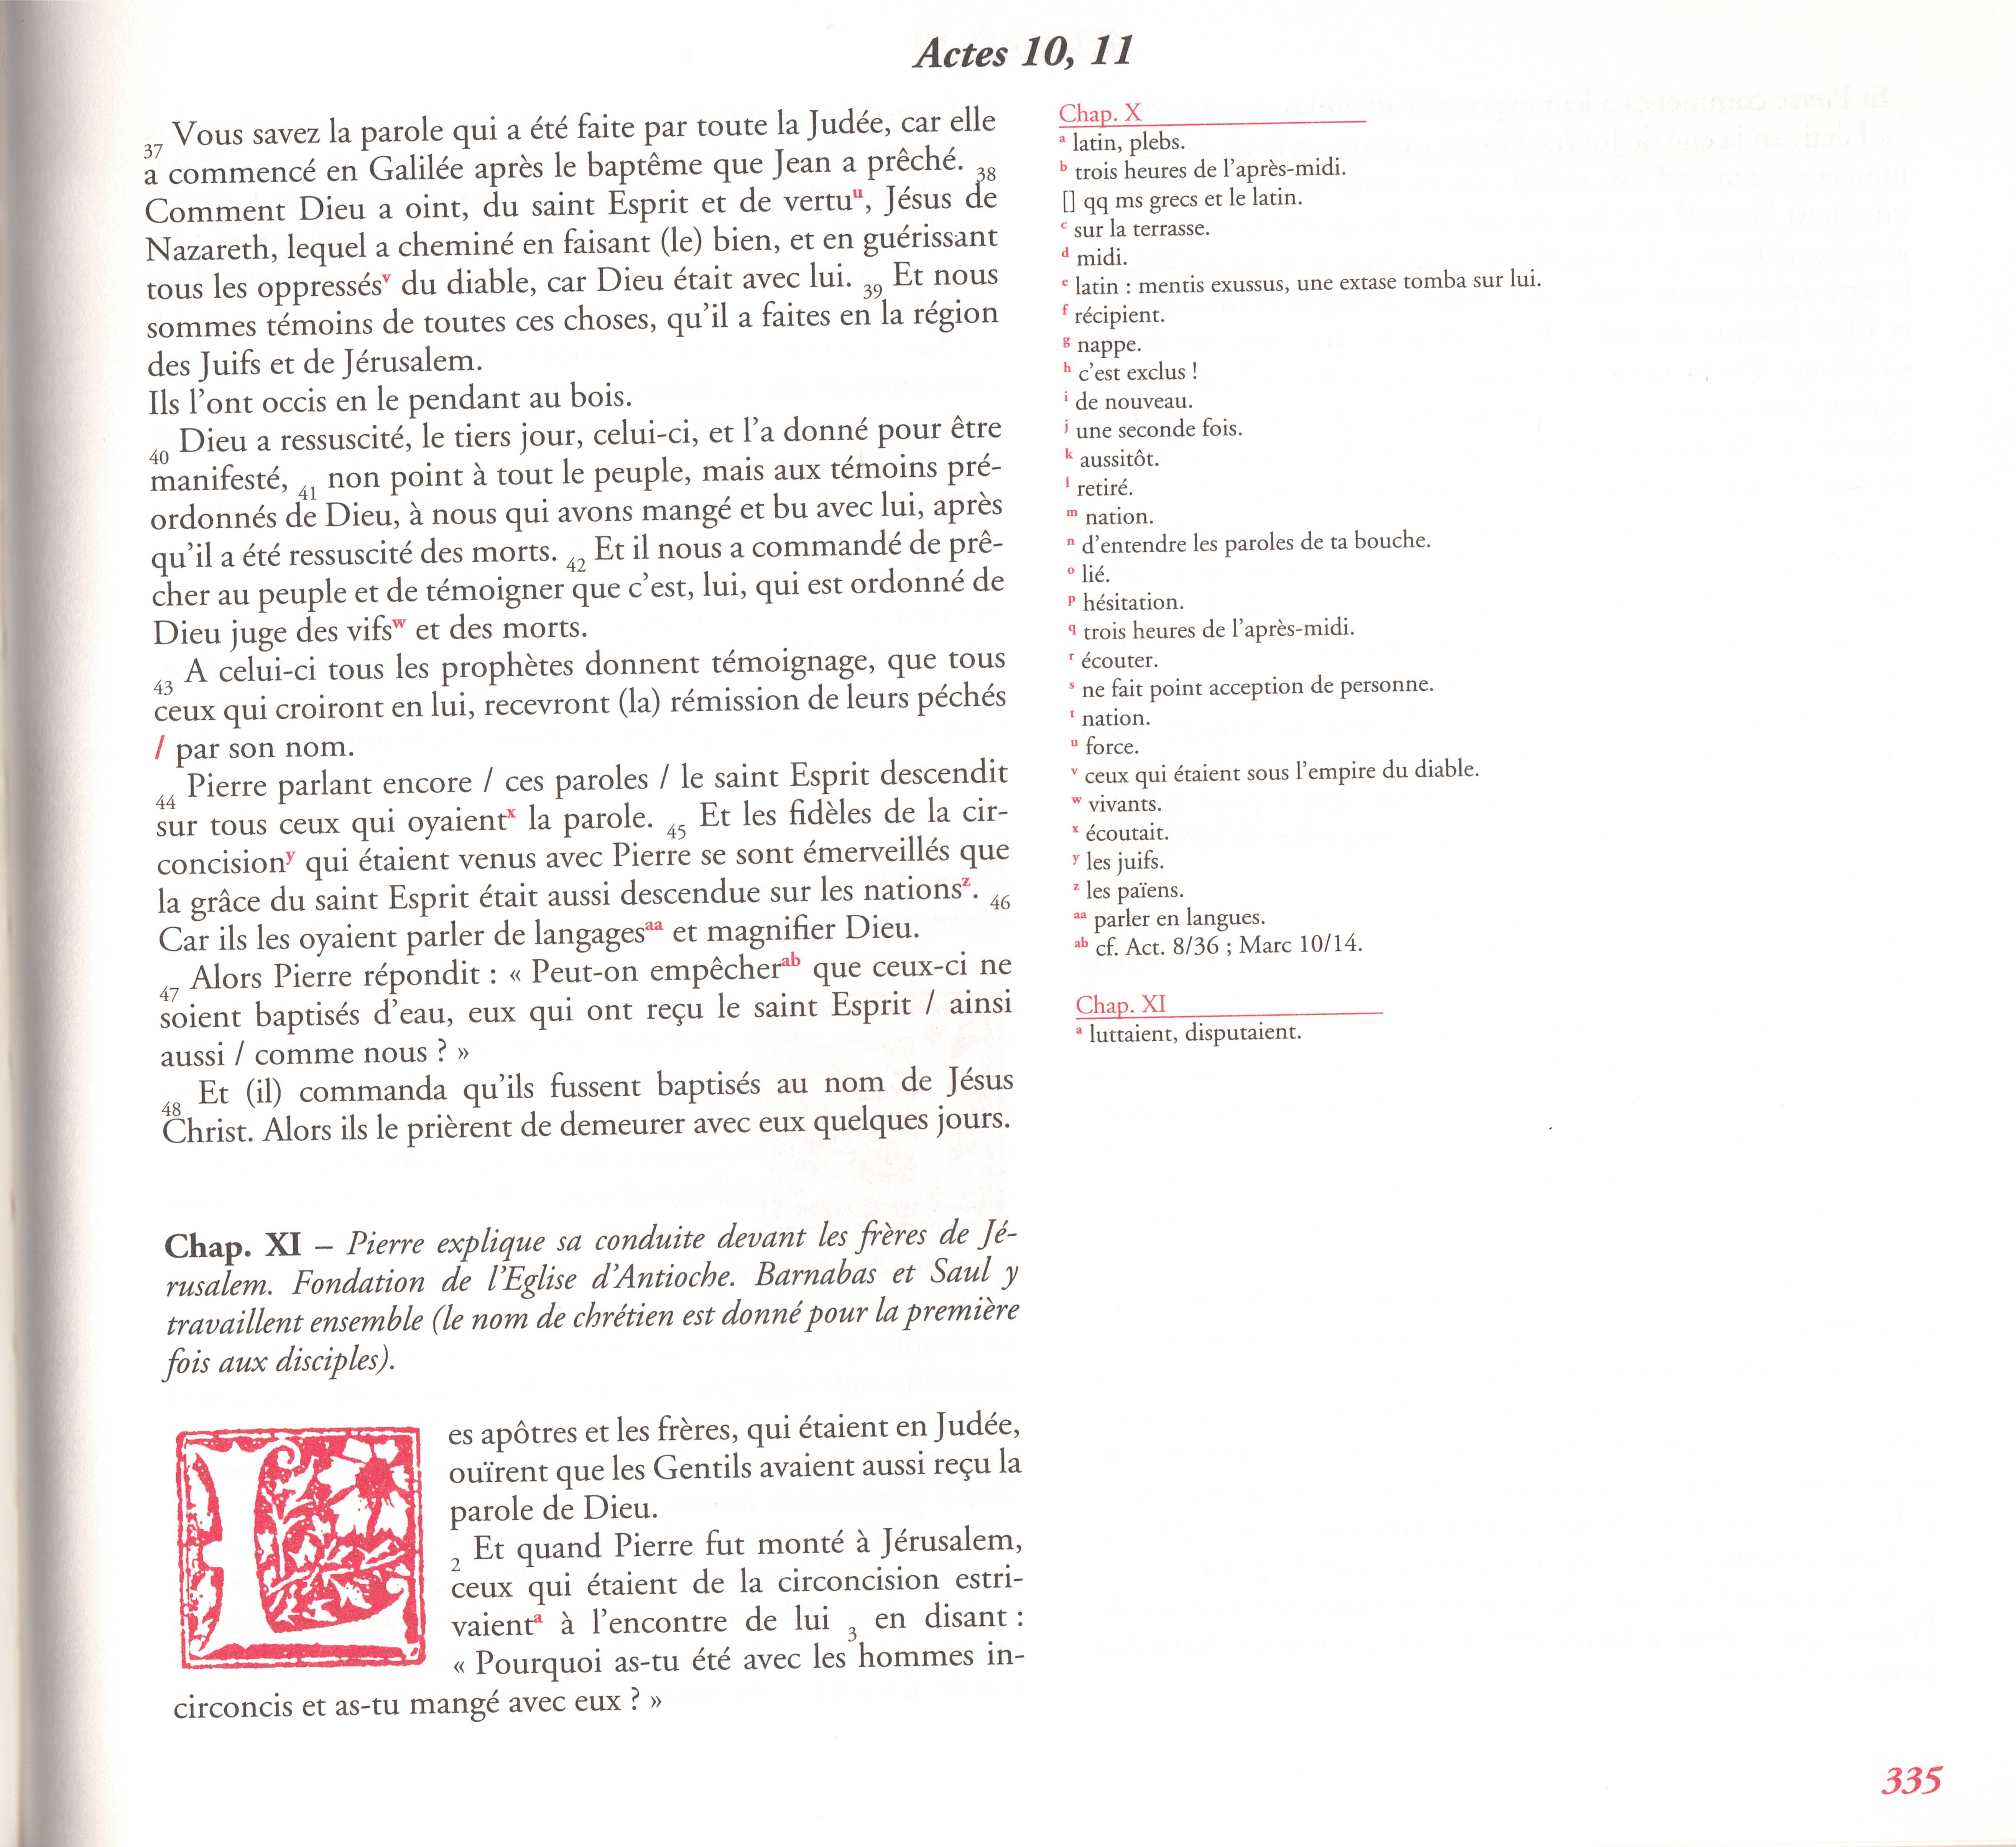 Actes 10, 11
37 Vous savez la parole qui a été faite par toute la Judée, car elle
a commencé en Galilée après le baptême que Jean a prêché. 38
Comment Dieu a oint, du saint Esprit et de vertuᵘ, Jésus de
Nazareth, lequel a cheminé en faisant (le) bien, et en guérissant
tous les oppressésᵛ du diable, car Dieu était avec lui. 39 Et nous
sommes témoins de toutes ces choses, qu'il a faites en la région
des Juifs et de Jérusalem.
Ils l'ont occis en le pendant au bois.
40 Dieu a ressuscité, le tiers jour, celui-ci, et l'a donné pour être
manifesté, 41 non point à tout le peuple, mais aux témoins pré-
ordonnés de Dieu, à nous qui avons mangé et bu avec lui, après
qu'il a été ressuscité des morts. 42 Et il nous a commandé de prê-
cher au peuple et de témoigner que c'est, lui, qui est ordonné de
Dieu juge des vifsʷ et des morts.
43 A celui-ci tous les prophètes donnent témoignage, que tous
ceux qui croiront en lui, recevront (la) rémission de leurs péchés
/ par son nom.
44 Pierre parlant encore / ces paroles / le saint Esprit descendit
sur tous ceux qui oyaientˣ la parole. 45 Et les fidèles de la cir-
concisionʸ qui étaient venus avec Pierre se sont émerveillés que
la grâce du saint Esprit était aussi descendue sur les nationsᶻ. 46
Car ils les oyaient parler de langagesᵃᵃ et magnifier Dieu.
47 Alors Pierre répondit : « Peut-on empêcherᵃᵇ que ceux-ci ne
soient baptisés d'eau, eux qui ont reçu le saint Esprit / ainsi
aussi / comme nous ? »
48 Et (il) commanda qu'ils fussent baptisés au nom de Jésus
Christ. Alors ils le prièrent de demeurer avec eux quelques jours.
Chap. XI – Pierre explique sa conduite devant les frères de Jé-
rusalem. Fondation de l'Eglise d'Antioche. Barnabas et Saul y
travaillent ensemble (le nom de chrétien est donné pour la première
fois aux disciples).
Les apôtres et les frères, qui étaient en Judée,
ouïrent que les Gentils avaient aussi reçu la
parole de Dieu.
2 Et quand Pierre fut monté à Jérusalem,
ceux qui étaient de la circoncision estri-
vaientᵃ à l'encontre de lui 3 en disant :
« Pourquoi as-tu été avec les hommes in-
circoncis et as-tu mangé avec eux ? »
Chap. X
a latin, plebs.
b trois heures de l'après-midi.
[] qq ms grecs et le latin.
c sur la terrasse.
d midi.
e latin : mentis exussus, une extase tomba sur lui.
f récipient.
g nappe.
h c'est exclus !
i de nouveau.
j une seconde fois.
k aussitôt.
l retiré.
m nation.
n d'entendre les paroles de ta bouche.
o lié.
p hésitation.
q trois heures de l'après-midi.
r écouter.
s ne fait point acception de personne.
t nation.
u force.
v ceux qui étaient sous l'empire du diable.
w vivants.
x écoutait.
y les juifs.
z les païens.
aa parler en langues.
ab cf. Act. 8/36 ; Marc 10/14.
Chap. XI
a luttaient, disputaient.
335